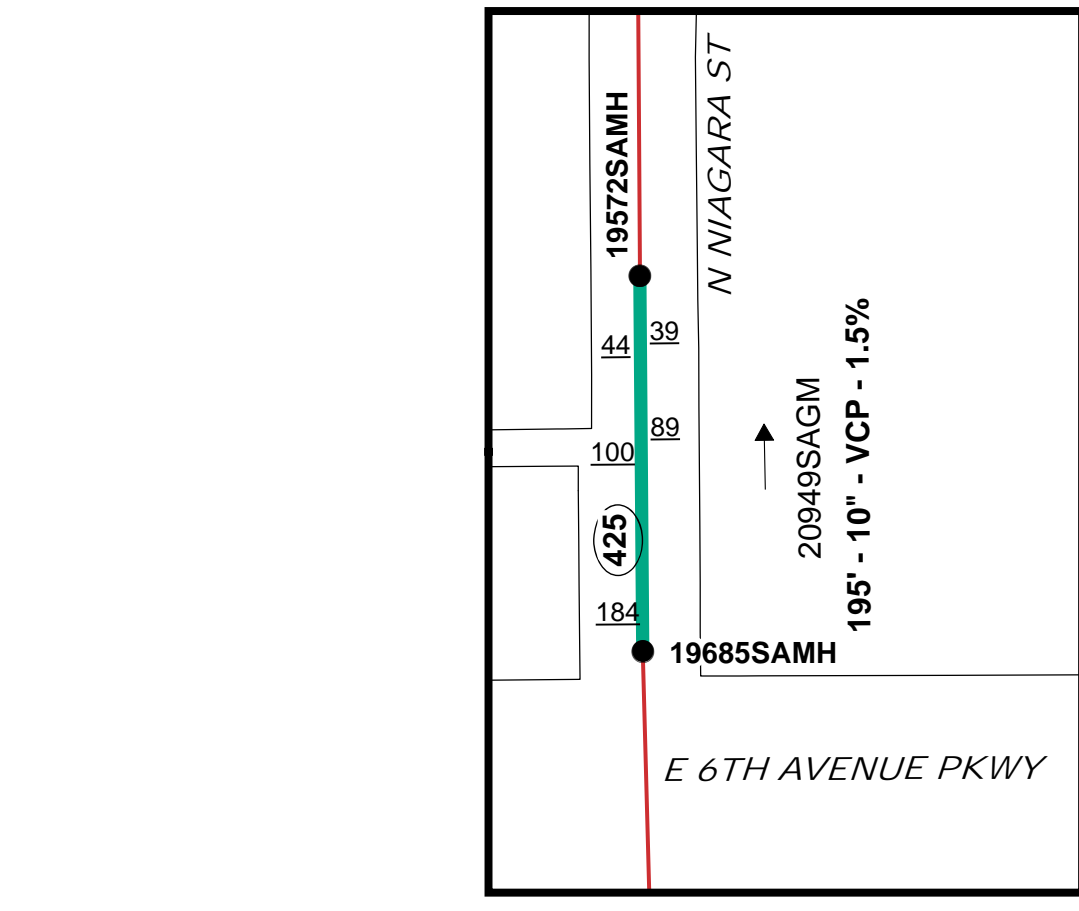 N NIAGARA ST
19572SAMH
39
44
89
100
425
184
19685SAMH
20949SAGM
195' - 10" - VCP - 1.5%
E 6TH AVENUE PKWY